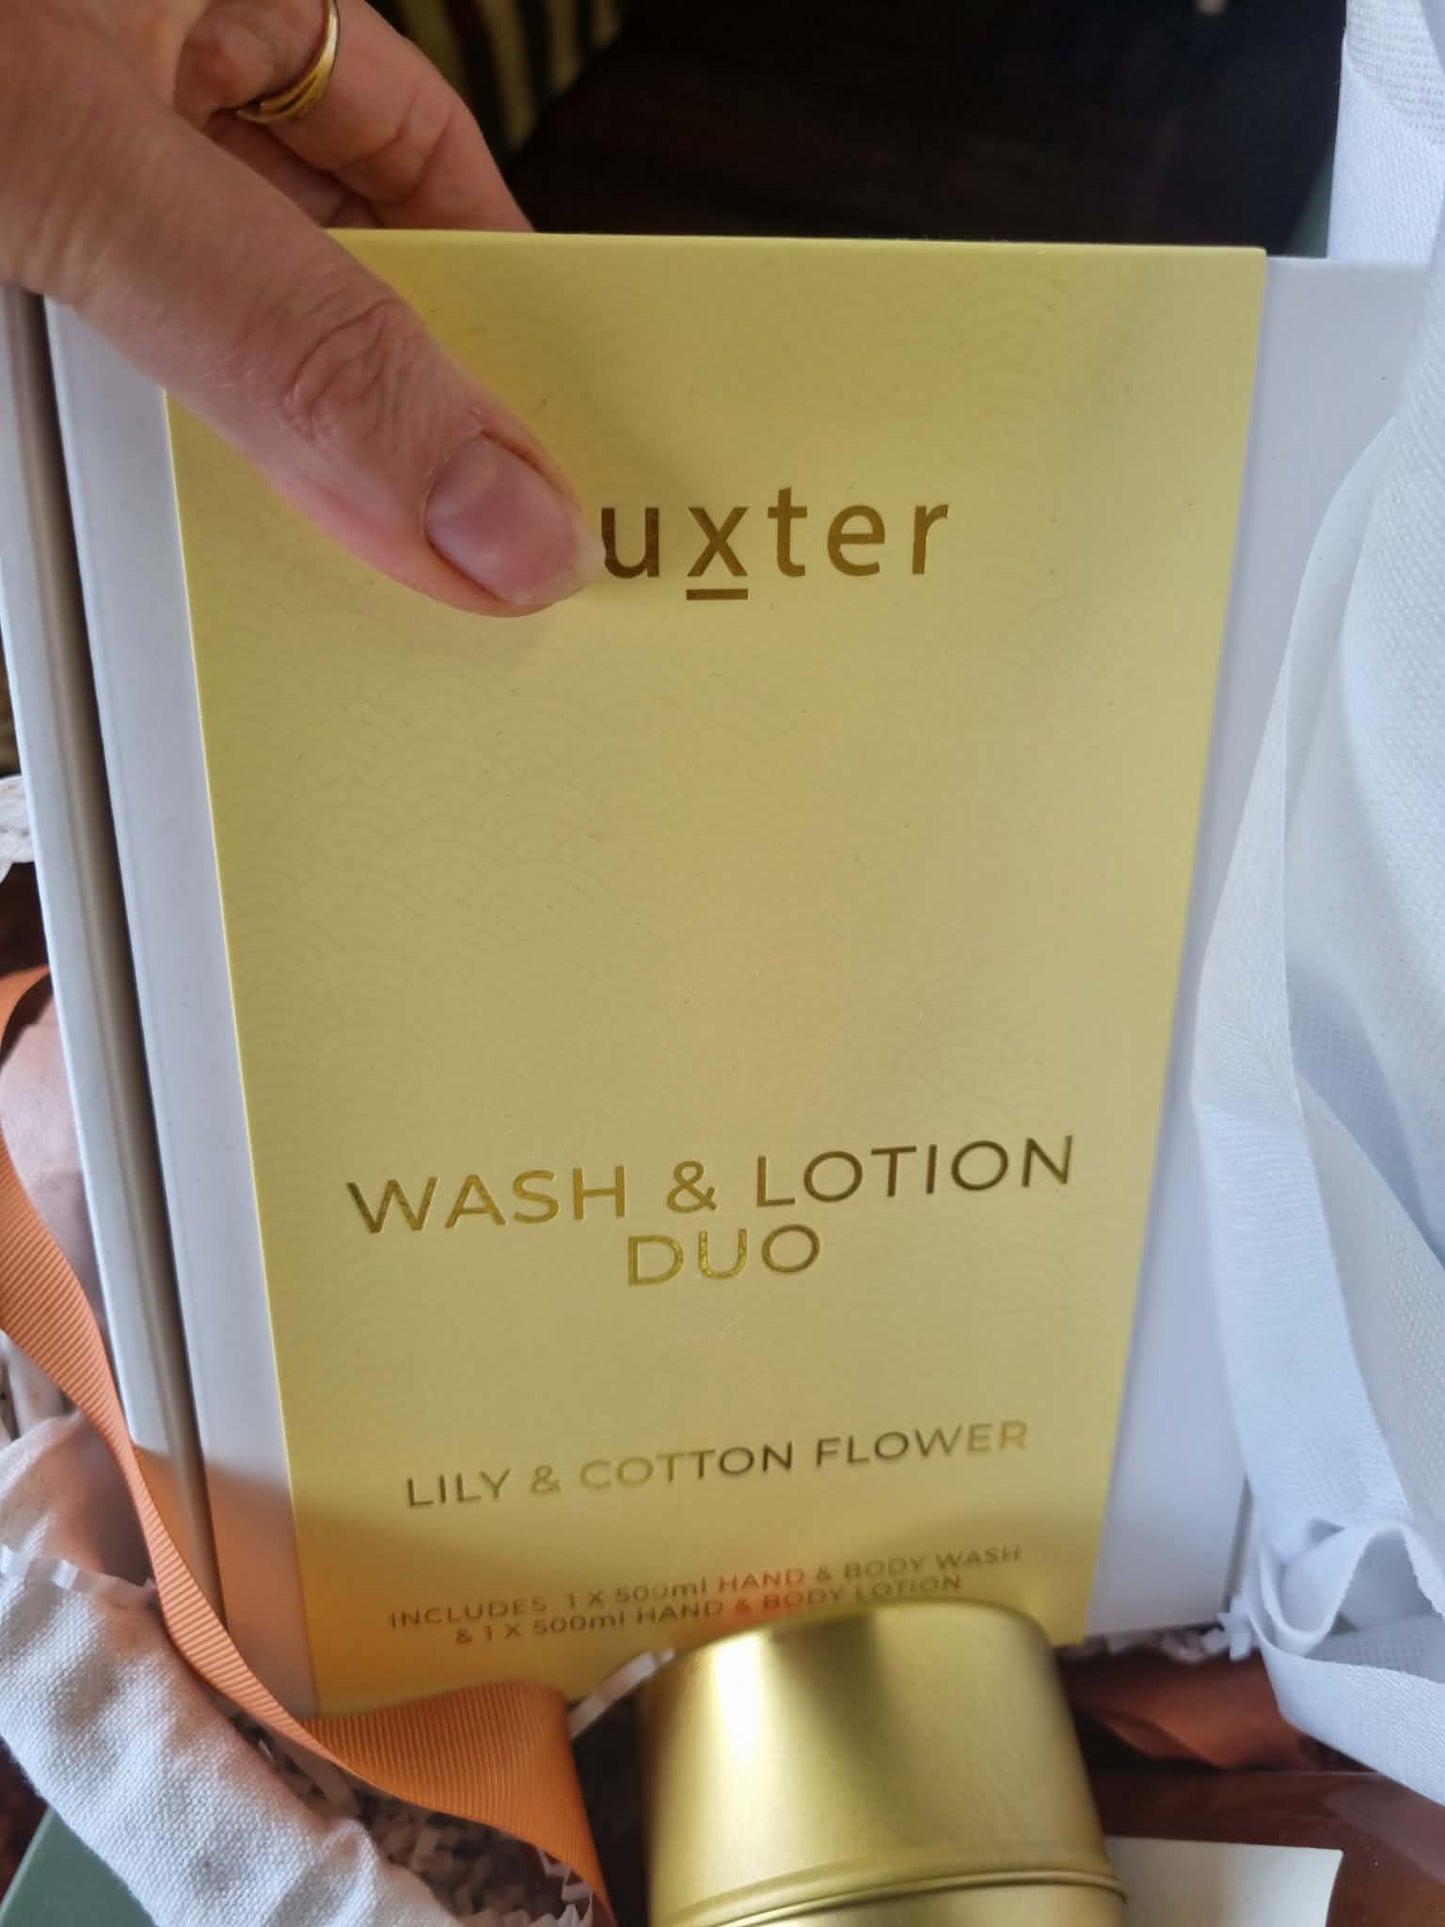 uxter
WASH & LOTION
DUO
LILY & COTTON FLOWER
INCLUDES 1 X 500ml HAND & BODY WASH
& 1 X 500ml HAND & BODY LOTION